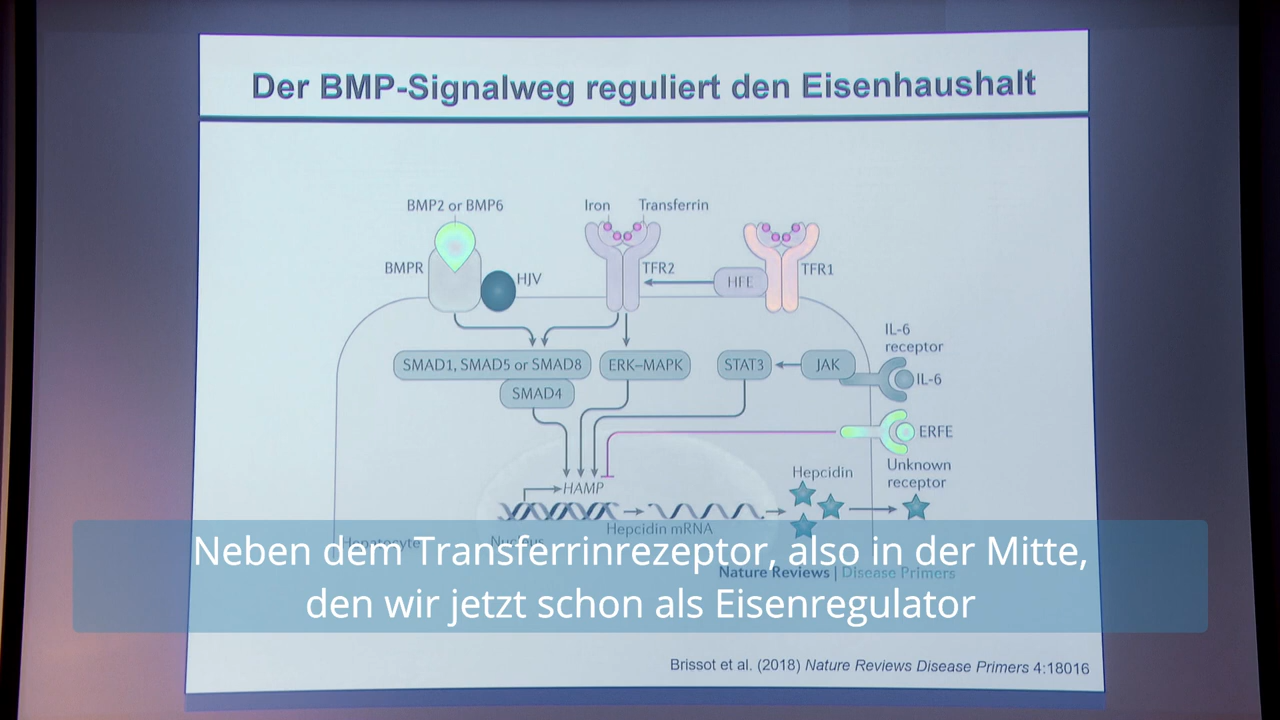 Der BMP-Signalweg reguliert den Eisenhaushalt
BMP2 or BMP6
Iron
Transferrin
BMPR
HJV
TFR2
HFE
TFR1
IL-6
receptor
SMAD1, SMAD5 or SMAD8
ERK–MAPK
STAT3
JAK
IL-6
SMAD4
ERFE
Unknown
receptor
Hepcidin
HAMP
Hepcidin mRNA
Nucleus
Hepatocyte
Neben dem Transferrinrezeptor, also in der Mitte,
den wir jetzt schon als Eisenregulator
Nature Reviews | Disease Primers
Brissot et al. (2018) Nature Reviews Disease Primers 4:18016